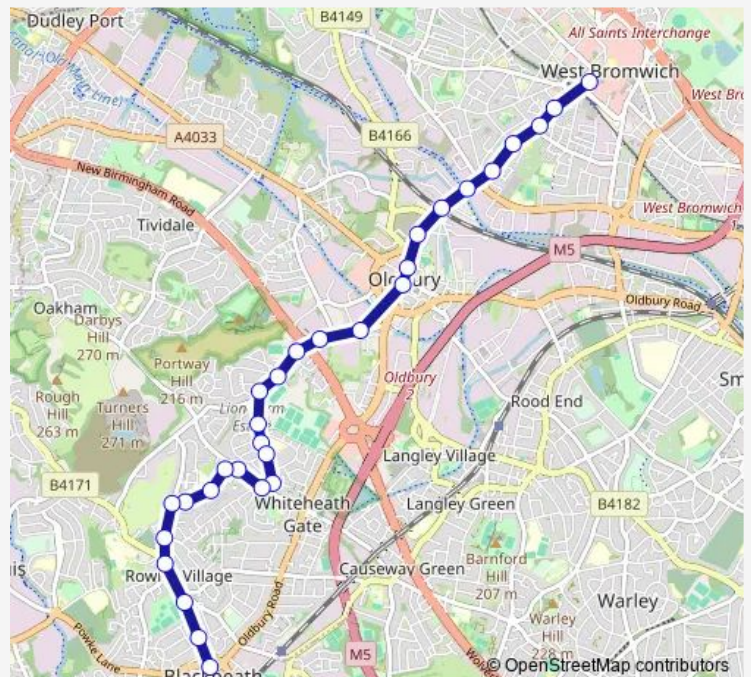 Dudley Port
B4149
All Saints Interchange
West Bromwich
A4033
B4166
New Birmingham Road
Tividale
West Bromwich
M5
Oldbury
Oldbury Road
Oakham
Darbys
Hill
270 m
Portway
Hill
216 m
Rough
Hill
263 m
Turners
Hill
271 m
Oldbury
2
Rood End
Langley Village
B4171
Whiteheath
Gate
Langley Green
B4182
Barnford
Hill
207 m
Causeway Green
Village
Warley
Warley
Hill
228 m
Oldbury Road
Powke Lane
M5
Blackheath
© OpenStreetMap contributors